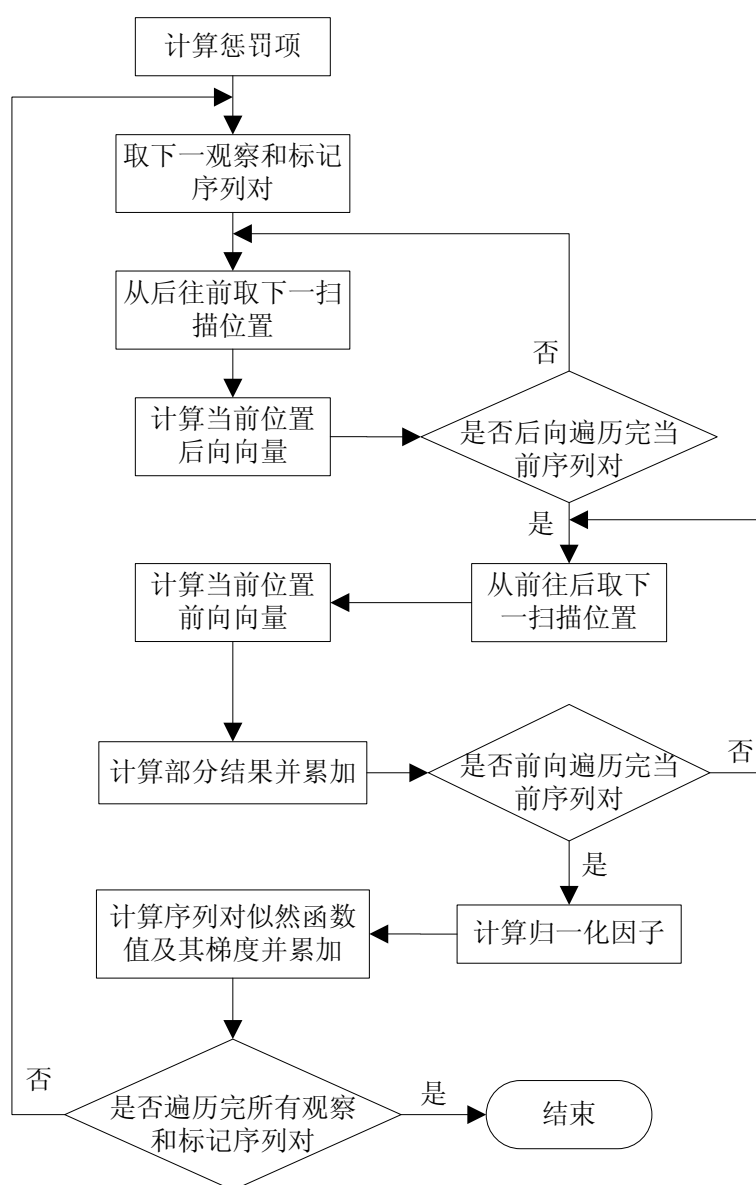 计算惩罚项
取下一观察和标记
序列对
从后往前取下一扫
描位置
否
计算当前位置
后向向量
是否后向遍历完当
前序列对
是
计算当前位置
前向向量
从前往后取下
一扫描位置
计算部分结果并累加
是否前向遍历完当
前序列对
否
是
计算序列对似然函数
值及其梯度并累加
计算归一化因子
否
是否遍历完所有观察
和标记序列对
是
结束